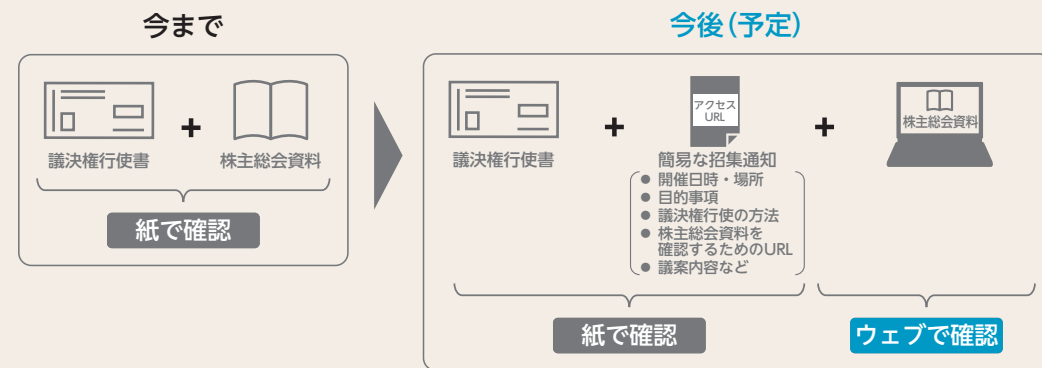 今まで
議決権行使書
+
株主総会資料
紙で確認
今後(予定)
議決権行使書
+
アクセス
URL
簡易な招集通知
● 開催日時・場所
● 目的事項
● 議決権行使の方法
● 株主総会資料を
確認するためのURL
● 議案内容など
+
株主総会資料
紙で確認
ウェブで確認